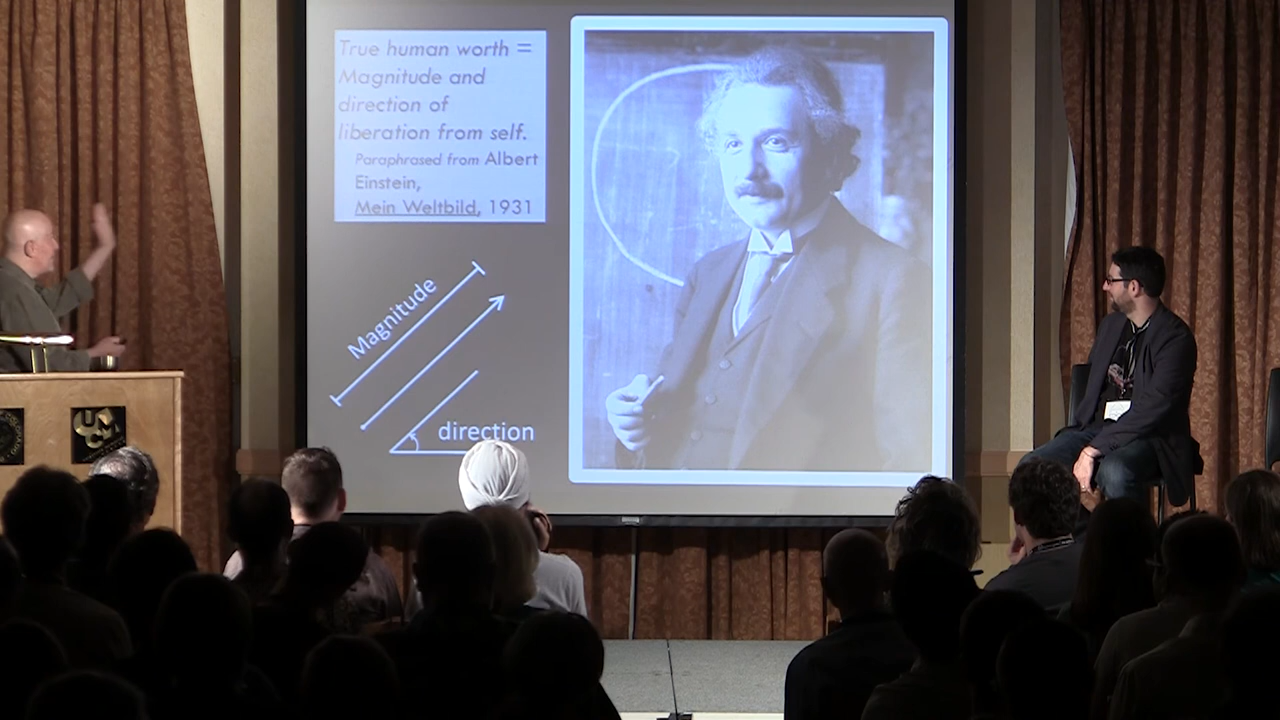 True human worth =
Magnitude and
direction of
liberation from self.
Paraphrased from Albert
Einstein,
Mein Weltbild, 1931
Magnitude
direction
UMC